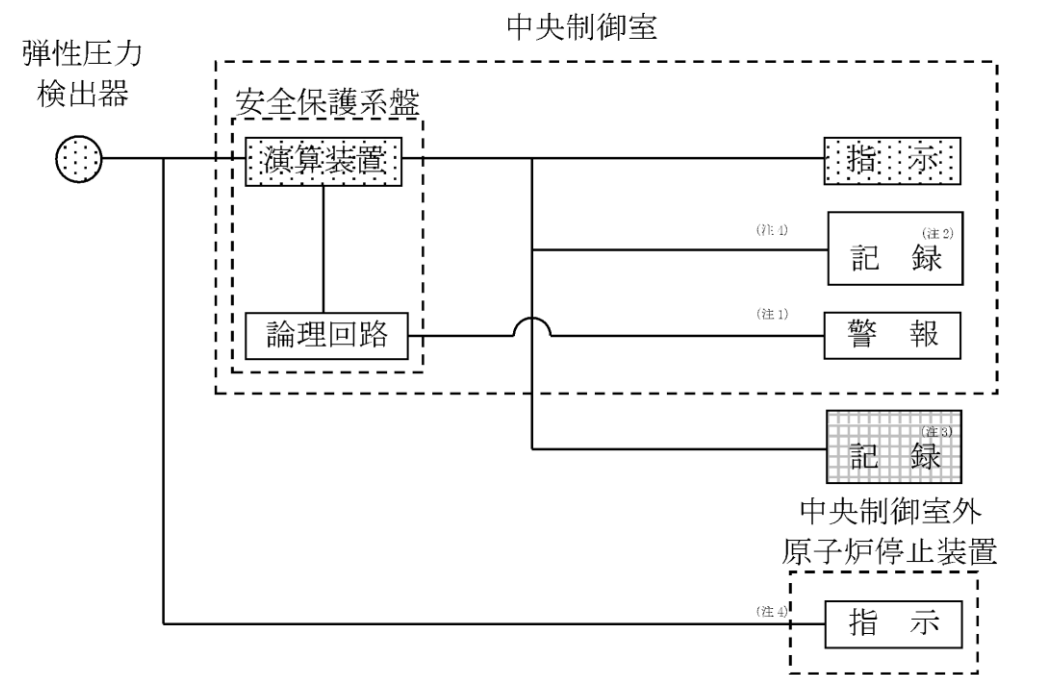 中央制御室
弾性圧力
検出器
安全保護系盤
演算装置
指 示
(注4)
(注2)
記 録
論理回路
(注1)
警 報
(注3)
記 録
中央制御室外
原子炉停止装置
(注4)
指 示